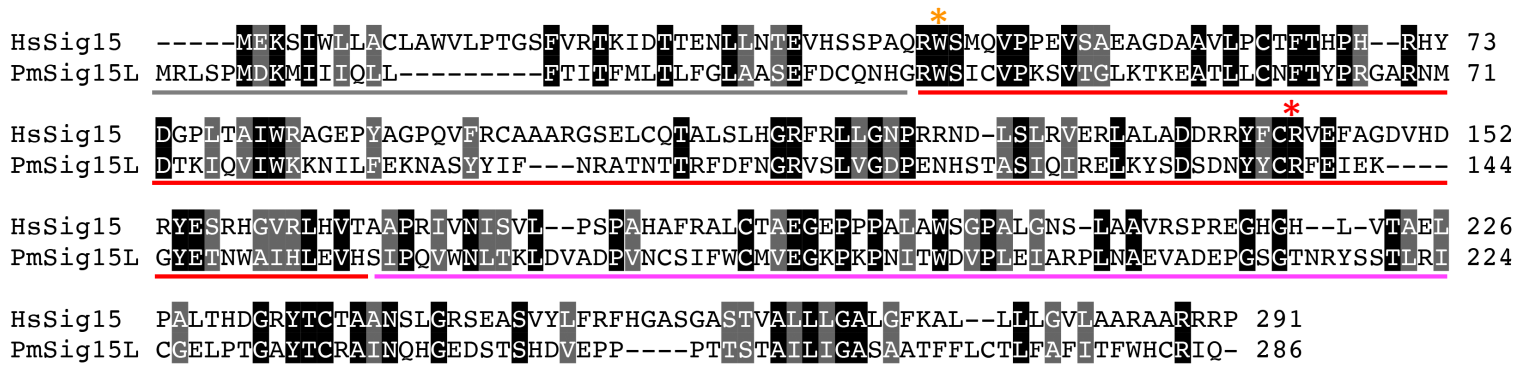 *
HsSig15 -----MEKSIWLLACLAWVLPTGSFVRTKIDTTENLLNTEVHSSPAQRWSMQVPPEVSAEAGDAAVLPCTFTHPH--RHY 73
PmSig15L MRLSPMDKMIIIQLL---------FTITFMLTLFGLAASEFDCQNHGRWSICVPKSVTGLKTKEATLLCNFTYPRGARNM 71
*
HsSig15 DGPLTAIWRAGEPYAGPQVFRCAAARGSELCQTALSLHGRFRLLGNPRRND-LSLRVERLALADDRRYFCRVEFAGDVHD 152
PmSig15L DTKIQVIWKKNILFEKNASYYIF---NRATNTTRFDFNGRVSLVGDPENHSTASIQIRELKYSDSDNYYCRFEIEK---- 144
HsSig15 RYESRHGVRLHVTAAPRIVNISVL--PSPAHAFRALCTAEGEPPPALAWSGPALGNS-LAAVRSPREGHGH--L-VTAEL 226
PmSig15L GYETNWAIHLEVHSIPQVWNLTKLDVADPVNCSIFWCMVEGKPKPNITWDVPLEIARPLNAEVADEPGSGTNRYSSTLRI 224
HsSig15 PALTHDGRYTCTAANSLGRSEASVYLFRFHGASGASTVALLLGALGFKAL--LLLGVLAARAARRRP 291
PmSig15L CGELPTGAYTCRAINQHGEDSTSHDVEPP----PTTSTAILIGASAATFFLCTLFAFITFWHCRIQ- 286